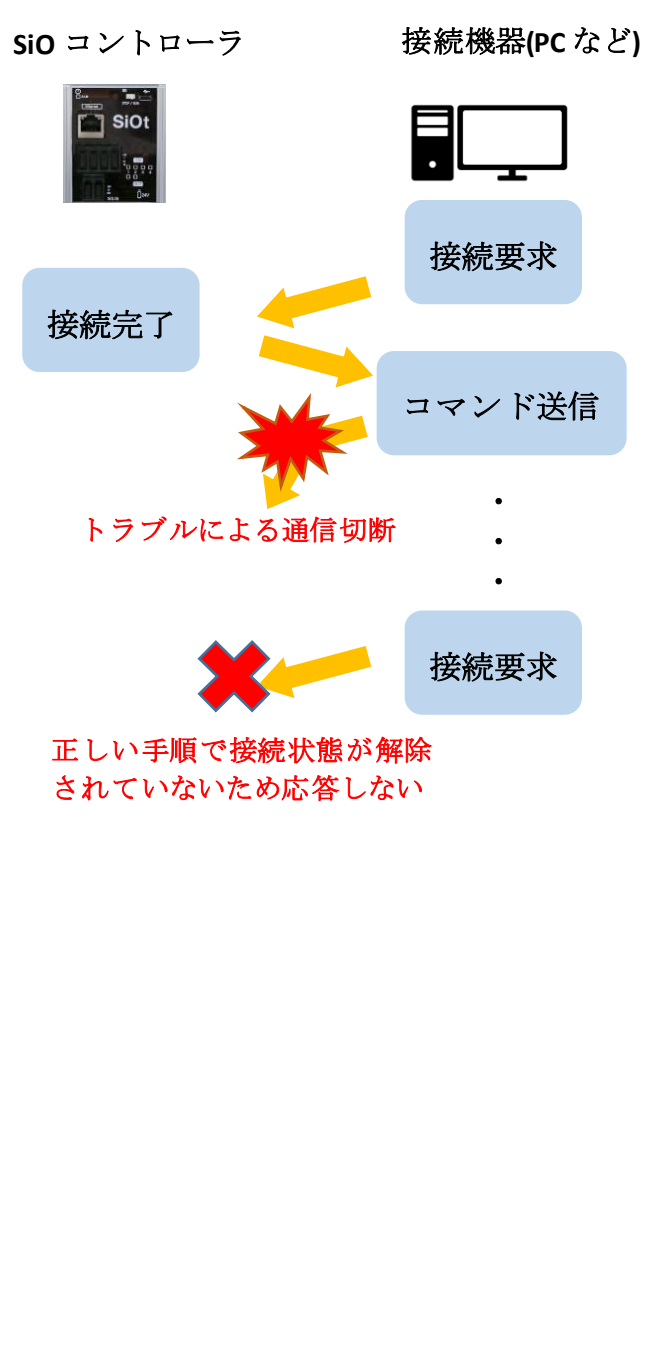 SiO コントローラ
接続機器(PC など)
SiOt
接続要求
接続完了
コマンド送信
トラブルによる通信切断
・
・
・
接続要求
正しい手順で接続状態が解除
されていないため応答しない